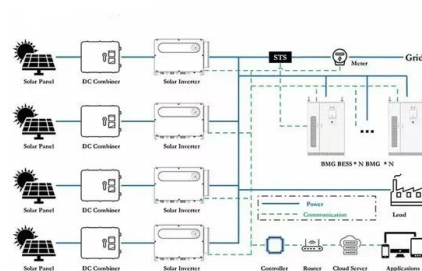 STS
Meter
Grid
Solar Panel DC Combiner Solar Inverter
Solar Panel DC Combiner Solar Inverter
BMG BESS * N BMG * N
Solar Panel DC Combiner Solar Inverter
Power
Communication
Load
Solar Panel DC Combiner Solar Inverter
Controller Router Cloud Server Applications